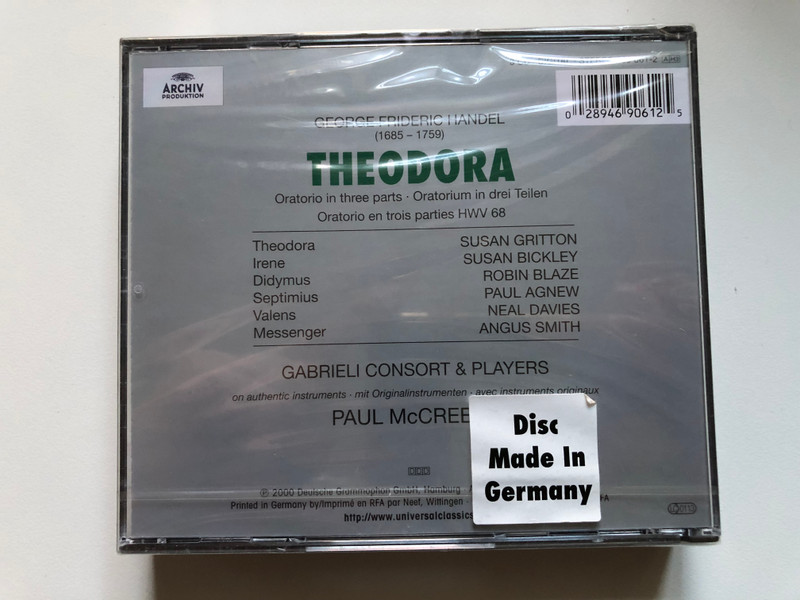 ARCHIV
PRODUKTION
0 28946 90612 5
GEORGE FRIDERIC HANDEL
(1685 – 1759)
THEODORA
Oratorio in three parts · Oratorium in drei Teilen
Oratorio en trois parties HWV 68
Theodora SUSAN GRITTON
Irene SUSAN BICKLEY
Didymus ROBIN BLAZE
Septimius PAUL AGNEW
Valens NEAL DAVIES
Messenger ANGUS SMITH
GABRIELI CONSORT & PLAYERS
on authentic instruments · mit Originalinstrumenten · avec instruments originaux
PAUL McCREE
Disc
Made In
Germany
DDD
℗ 2000 Deutsche Grammophon GmbH, Hamburg
Printed in Germany by/Imprimé en RFA par Neef, Wittingen
http://www.universalclassics